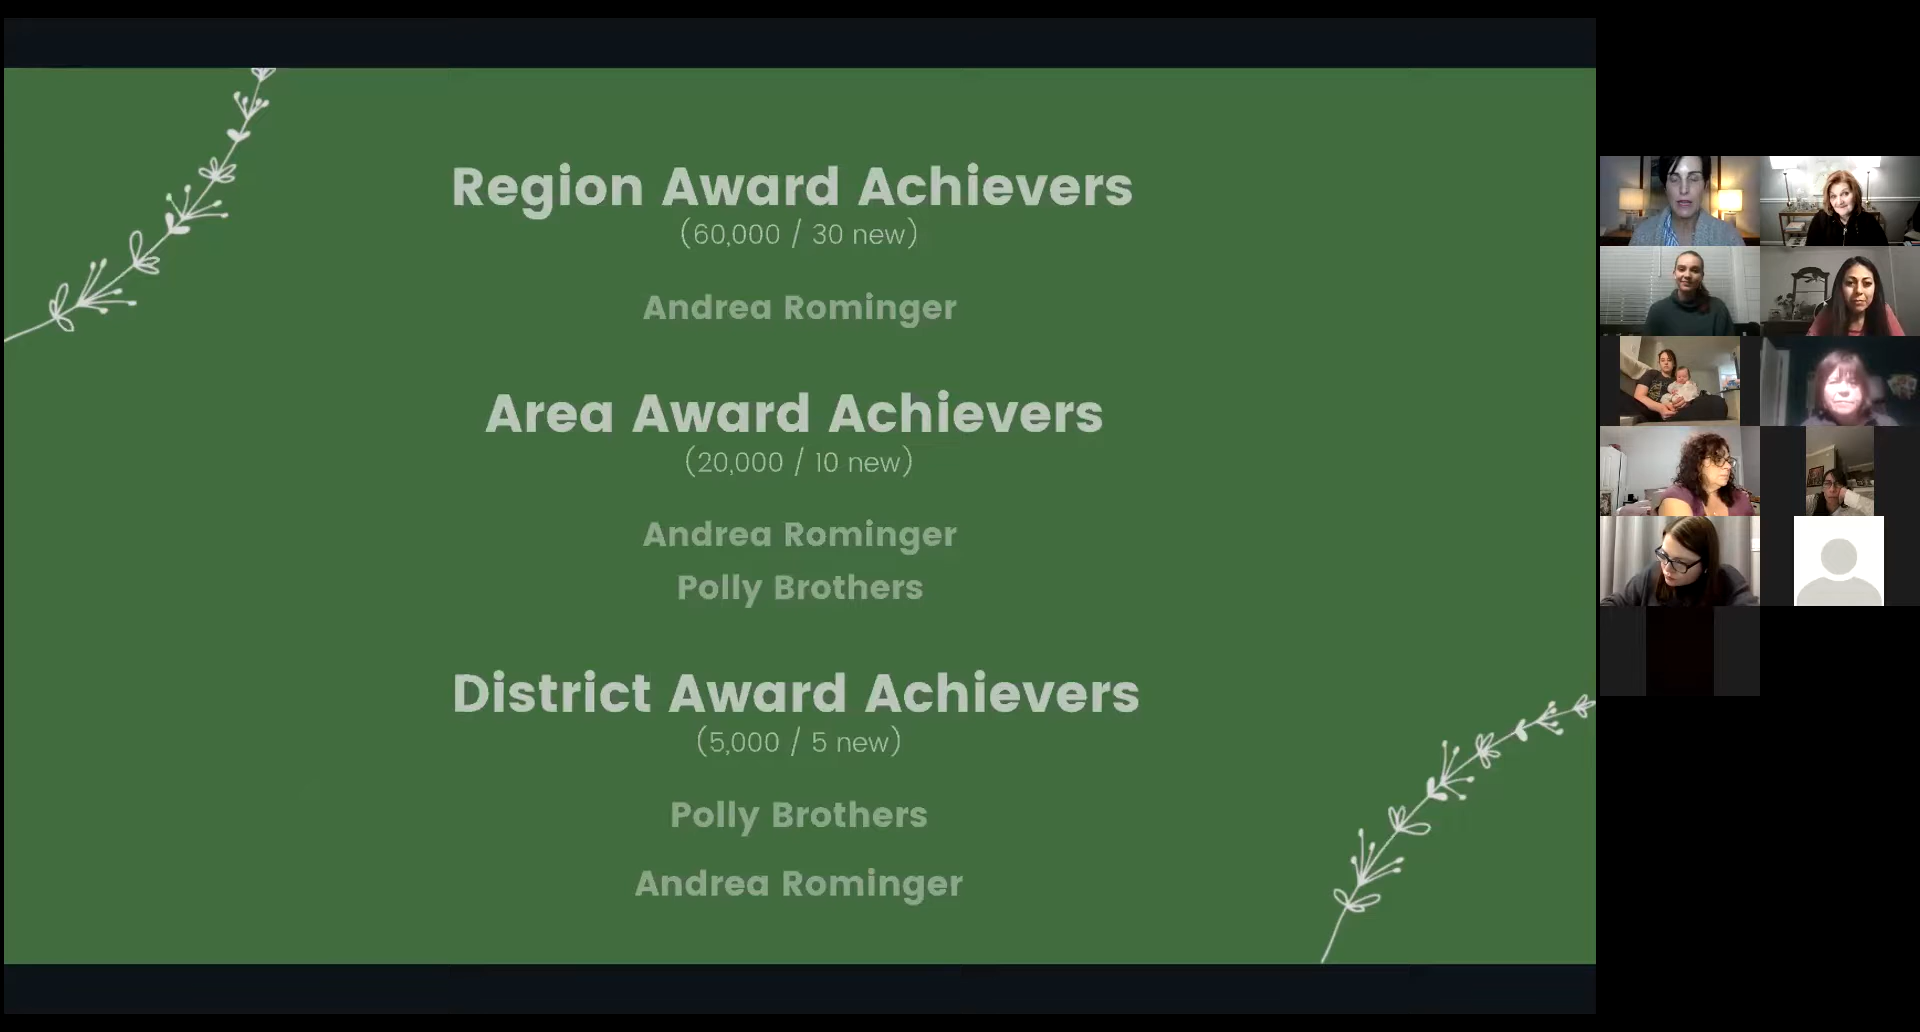 Region Award Achievers
(60,000 / 30 new)
Andrea Rominger
Area Award Achievers
(20,000 / 10 new)
Andrea Rominger
Polly Brothers
District Award Achievers
(5,000 / 5 new)
Polly Brothers
Andrea Rominger